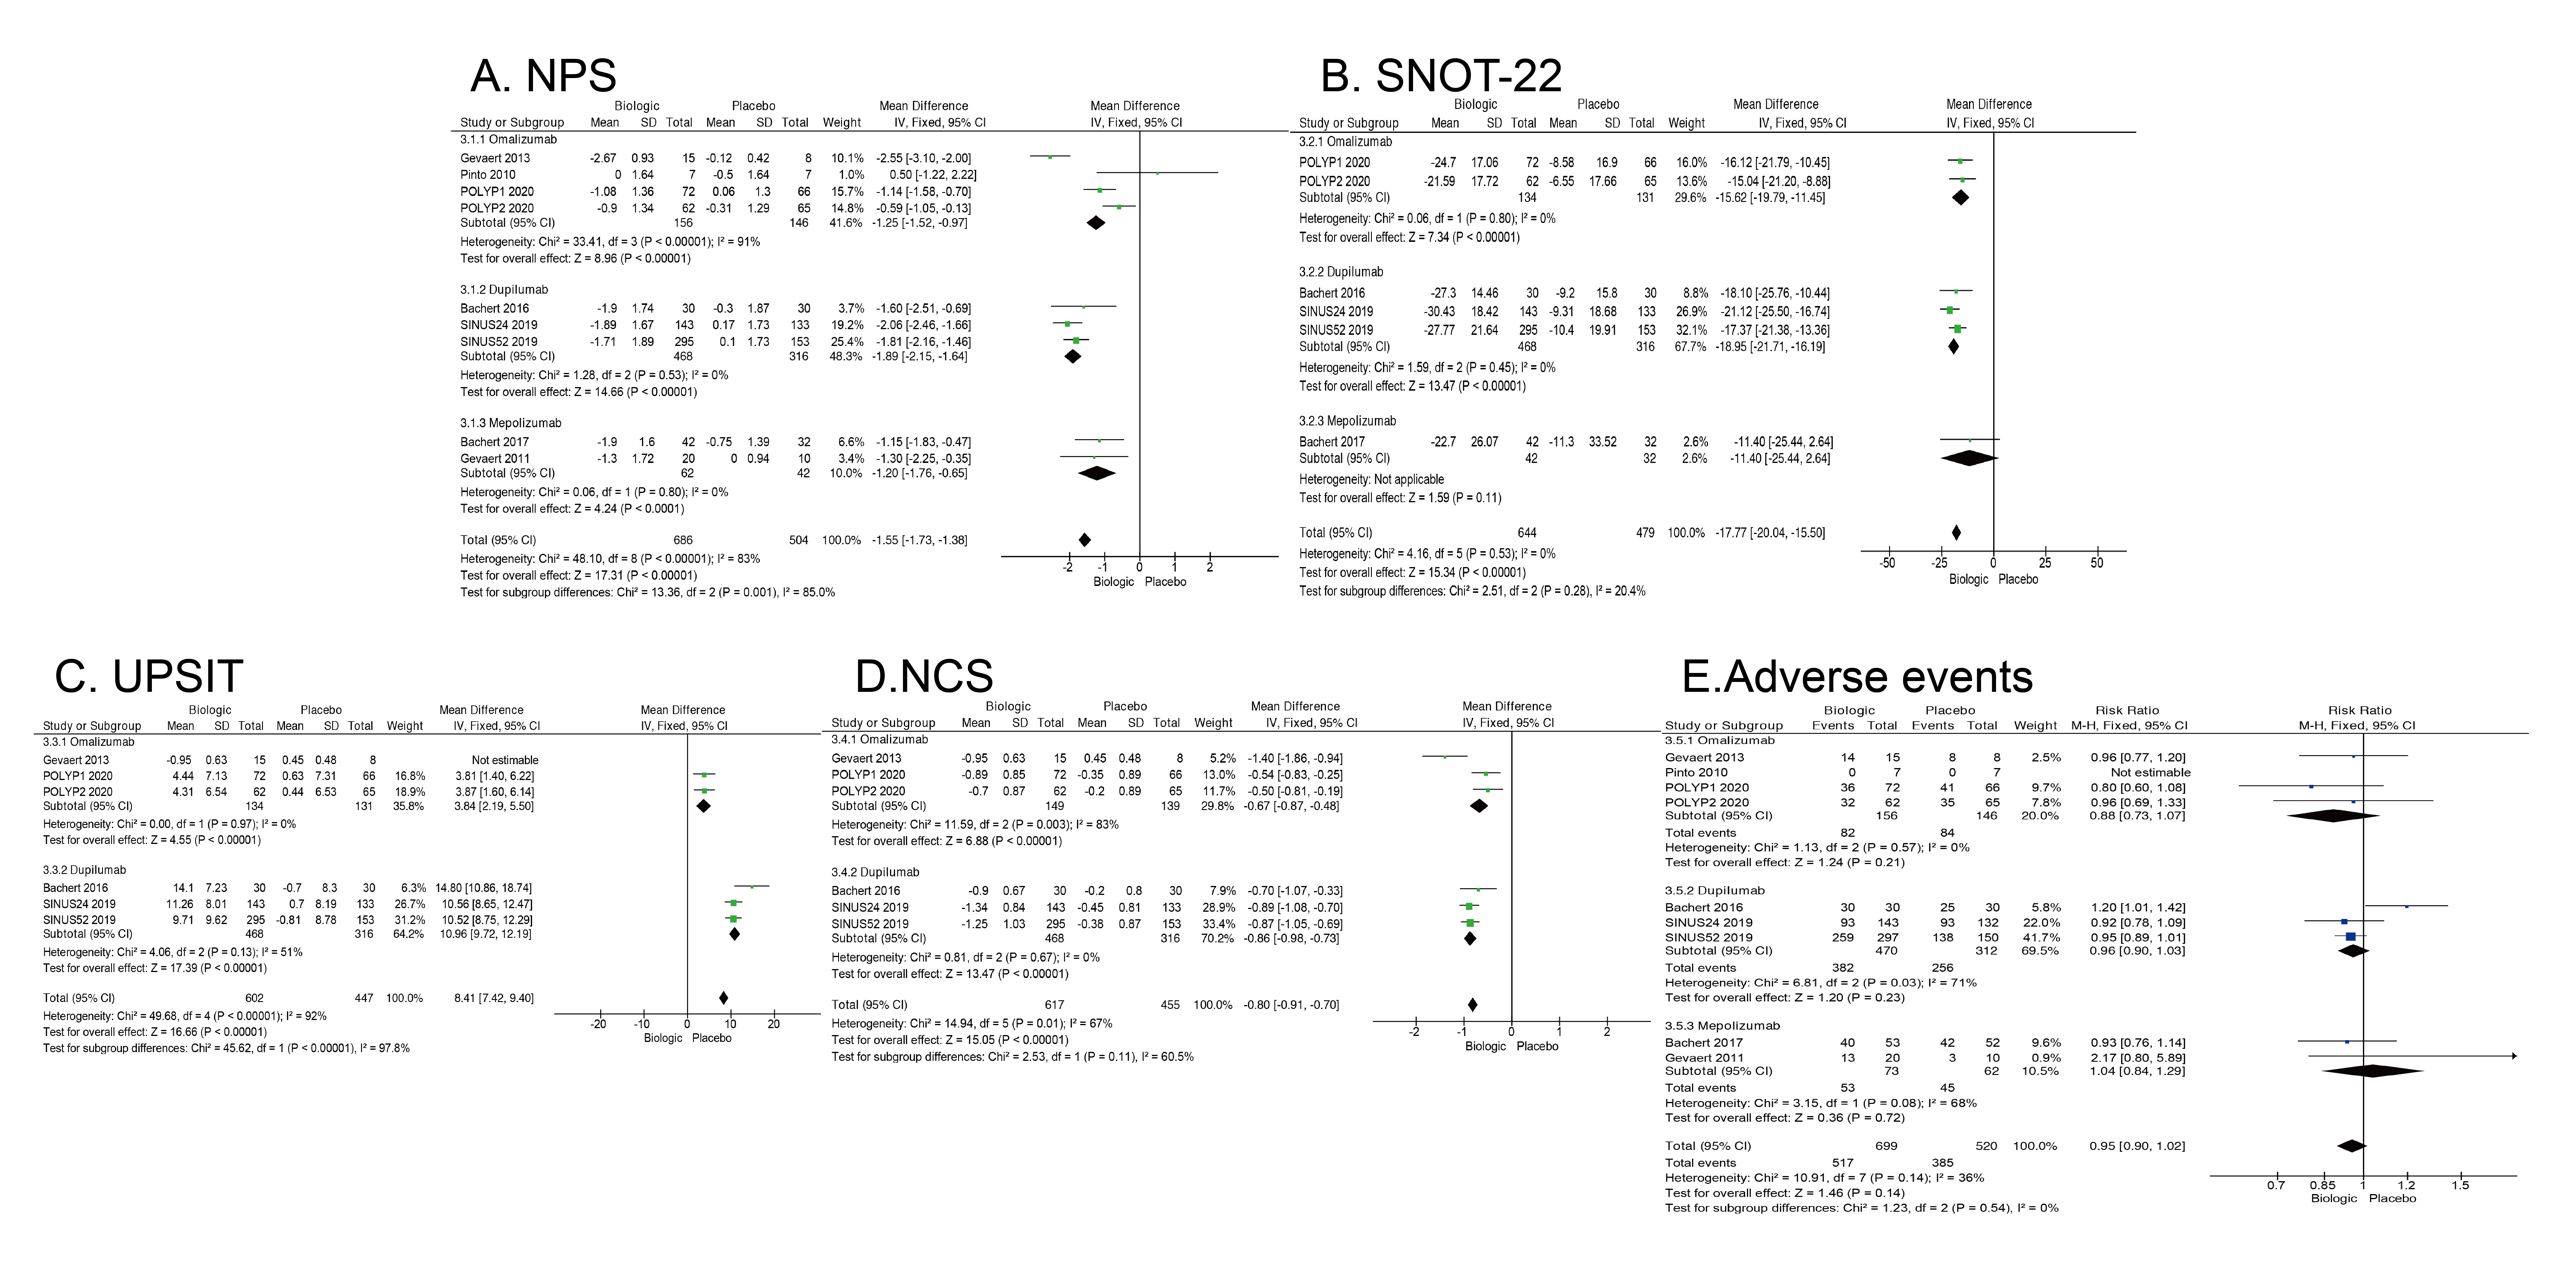 A. NPS
Biologic Placebo Mean Difference Mean Difference
Study or Subgroup Mean SD Total Mean SD Total Weight IV, Fixed, 95% CI IV, Fixed, 95% CI
3.1.1 Omalizumab
Gevaert 2013 -2.67 0.93 15 -0.12 0.42 8 10.1% -2.55 [-3.10, -2.00]
Pinto 2010 0 1.64 7 -0.5 1.64 7 1.0% 0.50 [-1.22, 2.22]
POLYP1 2020 -1.08 1.36 72 0.06 1.3 66 15.7% -1.14 [-1.58, -0.70]
POLYP2 2020 -0.9 1.34 62 -0.31 1.29 65 14.8% -0.59 [-1.05, -0.13]
Subtotal (95% CI) 156 146 41.6% -1.25 [-1.52, -0.97]
Heterogeneity: Chi² = 33.41, df = 3 (P < 0.00001); I² = 91%
Test for overall effect: Z = 8.96 (P < 0.00001)
3.1.2 Dupilumab
Bachert 2016 -1.9 1.74 30 -0.3 1.87 30 3.7% -1.60 [-2.51, -0.69]
SINUS24 2019 -1.89 1.67 143 0.17 1.73 133 19.2% -2.06 [-2.46, -1.66]
SINUS52 2019 -1.71 1.89 295 0.1 1.73 153 25.4% -1.81 [-2.16, -1.46]
Subtotal (95% CI) 468 316 48.3% -1.89 [-2.15, -1.64]
Heterogeneity: Chi² = 1.28, df = 2 (P = 0.53); I² = 0%
Test for overall effect: Z = 14.66 (P < 0.00001)
3.1.3 Mepolizumab
Bachert 2017 -1.9 1.6 42 -0.75 1.39 32 6.6% -1.15 [-1.83, -0.47]
Gevaert 2011 -1.3 1.72 20 0 0.94 10 3.4% -1.30 [-2.25, -0.35]
Subtotal (95% CI) 62 42 10.0% -1.20 [-1.76, -0.65]
Heterogeneity: Chi² = 0.06, df = 1 (P = 0.80); I² = 0%
Test for overall effect: Z = 4.24 (P < 0.0001)
Total (95% CI) 686 504 100.0% -1.55 [-1.73, -1.38]
Heterogeneity: Chi² = 48.10, df = 8 (P < 0.00001); I² = 83%
Test for overall effect: Z = 17.31 (P < 0.00001)
Test for subgroup differences: Chi² = 13.36, df = 2 (P = 0.001), I² = 85.0%
-2 -1 0 1 2
Biologic Placebo
B. SNOT-22
Biologic Placebo Mean Difference Mean Difference
Study or Subgroup Mean SD Total Mean SD Total Weight IV, Fixed, 95% CI IV, Fixed, 95% CI
3.2.1 Omalizumab
POLYP1 2020 -24.7 17.06 72 -8.58 16.9 66 16.0% -16.12 [-21.79, -10.45]
POLYP2 2020 -21.59 17.72 62 -6.55 17.66 65 13.6% -15.04 [-21.20, -8.88]
Subtotal (95% CI) 134 131 29.6% -15.62 [-19.79, -11.45]
Heterogeneity: Chi² = 0.06, df = 1 (P = 0.80); I² = 0%
Test for overall effect: Z = 7.34 (P < 0.00001)
3.2.2 Dupilumab
Bachert 2016 -27.3 14.46 30 -9.2 15.8 30 8.8% -18.10 [-25.76, -10.44]
SINUS24 2019 -30.43 18.42 143 -9.31 18.68 133 26.9% -21.12 [-25.50, -16.74]
SINUS52 2019 -27.77 21.64 295 -10.4 19.91 153 32.1% -17.37 [-21.38, -13.36]
Subtotal (95% CI) 468 316 67.7% -18.95 [-21.71, -16.19]
Heterogeneity: Chi² = 1.59, df = 2 (P = 0.45); I² = 0%
Test for overall effect: Z = 13.47 (P < 0.00001)
3.2.3 Mepolizumab
Bachert 2017 -22.7 26.07 42 -11.3 33.52 32 2.6% -11.40 [-25.44, 2.64]
Subtotal (95% CI) 42 32 2.6% -11.40 [-25.44, 2.64]
Heterogeneity: Not applicable
Test for overall effect: Z = 1.59 (P = 0.11)
Total (95% CI) 644 479 100.0% -17.77 [-20.04, -15.50]
Heterogeneity: Chi² = 4.16, df = 5 (P = 0.53); I² = 0%
Test for overall effect: Z = 15.34 (P < 0.00001)
Test for subgroup differences: Chi² = 2.51, df = 2 (P = 0.28), I² = 20.4%
-50 -25 0 25 50
Biologic Placebo
C. UPSIT
Biologic Placebo Mean Difference Mean Difference
Study or Subgroup Mean SD Total Mean SD Total Weight IV, Fixed, 95% CI IV, Fixed, 95% CI
3.3.1 Omalizumab
Gevaert 2013 -0.95 0.63 15 0.45 0.48 8 Not estimable
POLYP1 2020 4.44 7.13 72 0.63 7.31 66 16.8% 3.81 [1.40, 6.22]
POLYP2 2020 4.31 6.54 62 0.44 6.53 65 18.9% 3.87 [1.60, 6.14]
Subtotal (95% CI) 134 131 35.8% 3.84 [2.19, 5.50]
Heterogeneity: Chi² = 0.00, df = 1 (P = 0.97); I² = 0%
Test for overall effect: Z = 4.55 (P < 0.00001)
3.3.2 Dupilumab
Bachert 2016 14.1 7.23 30 -0.7 8.3 30 6.3% 14.80 [10.86, 18.74]
SINUS24 2019 11.26 8.01 143 0.7 8.19 133 26.7% 10.56 [8.65, 12.47]
SINUS52 2019 9.71 9.62 295 -0.81 8.78 153 31.2% 10.52 [8.75, 12.29]
Subtotal (95% CI) 468 316 64.2% 10.96 [9.72, 12.19]
Heterogeneity: Chi² = 4.06, df = 2 (P = 0.13); I² = 51%
Test for overall effect: Z = 17.39 (P < 0.00001)
Total (95% CI) 602 447 100.0% 8.41 [7.42, 9.40]
Heterogeneity: Chi² = 49.68, df = 4 (P < 0.00001); I² = 92%
Test for overall effect: Z = 16.66 (P < 0.00001)
Test for subgroup differences: Chi² = 45.62, df = 1 (P < 0.00001), I² = 97.8%
-20 -10 0 10 20
Biologic Placebo
D.NCS
Biologic Placebo Mean Difference Mean Difference
Study or Subgroup Mean SD Total Mean SD Total Weight IV, Fixed, 95% CI IV, Fixed, 95% CI
3.4.1 Omalizumab
Gevaert 2013 -0.95 0.63 15 0.45 0.48 8 5.2% -1.40 [-1.86, -0.94]
POLYP1 2020 -0.89 0.85 72 -0.35 0.89 66 13.0% -0.54 [-0.83, -0.25]
POLYP2 2020 -0.7 0.87 62 -0.2 0.89 65 11.7% -0.50 [-0.81, -0.19]
Subtotal (95% CI) 149 139 29.8% -0.67 [-0.87, -0.48]
Heterogeneity: Chi² = 11.59, df = 2 (P = 0.003); I² = 83%
Test for overall effect: Z = 6.88 (P < 0.00001)
3.4.2 Dupilumab
Bachert 2016 -0.9 0.67 30 -0.2 0.8 30 7.9% -0.70 [-1.07, -0.33]
SINUS24 2019 -1.34 0.84 143 -0.45 0.81 133 28.9% -0.89 [-1.08, -0.70]
SINUS52 2019 -1.25 1.03 295 -0.38 0.87 153 33.4% -0.87 [-1.05, -0.69]
Subtotal (95% CI) 468 316 70.2% -0.86 [-0.98, -0.73]
Heterogeneity: Chi² = 0.81, df = 2 (P = 0.67); I² = 0%
Test for overall effect: Z = 13.47 (P < 0.00001)
Total (95% CI) 617 455 100.0% -0.80 [-0.91, -0.70]
Heterogeneity: Chi² = 14.94, df = 5 (P = 0.01); I² = 67%
Test for overall effect: Z = 15.05 (P < 0.00001)
Test for subgroup differences: Chi² = 2.53, df = 1 (P = 0.11), I² = 60.5%
-2 -1 0 1 2
Biologic Placebo
E.Adverse events
Biologic Placebo Risk Ratio Risk Ratio
Study or Subgroup Events Total Events Total Weight M-H, Fixed, 95% CI M-H, Fixed, 95% CI
3.5.1 Omalizumab
Gevaert 2013 14 15 8 8 2.5% 0.96 [0.77, 1.20]
Pinto 2010 0 7 0 7 Not estimable
POLYP1 2020 36 72 41 66 9.7% 0.80 [0.60, 1.08]
POLYP2 2020 32 62 35 65 7.8% 0.96 [0.69, 1.33]
Subtotal (95% CI) 156 146 20.0% 0.88 [0.73, 1.07]
Total events 82 84
Heterogeneity: Chi² = 1.13, df = 2 (P = 0.57); I² = 0%
Test for overall effect: Z = 1.24 (P = 0.21)
3.5.2 Dupilumab
Bachert 2016 30 30 25 30 5.8% 1.20 [1.01, 1.42]
SINUS24 2019 93 143 93 132 22.0% 0.92 [0.78, 1.09]
SINUS52 2019 259 297 138 150 41.7% 0.95 [0.89, 1.01]
Subtotal (95% CI) 470 312 69.5% 0.96 [0.90, 1.03]
Total events 382 256
Heterogeneity: Chi² = 6.81, df = 2 (P = 0.03); I² = 71%
Test for overall effect: Z = 1.20 (P = 0.23)
3.5.3 Mepolizumab
Bachert 2017 40 53 42 52 9.6% 0.93 [0.76, 1.14]
Gevaert 2011 13 20 3 10 0.9% 2.17 [0.80, 5.89]
Subtotal (95% CI) 73 62 10.5% 1.04 [0.84, 1.29]
Total events 53 45
Heterogeneity: Chi² = 3.15, df = 1 (P = 0.08); I² = 68%
Test for overall effect: Z = 0.36 (P = 0.72)
Total (95% CI) 699 520 100.0% 0.95 [0.90, 1.02]
Total events 517 385
Heterogeneity: Chi² = 10.91, df = 7 (P = 0.14); I² = 36%
Test for overall effect: Z = 1.46 (P = 0.14)
Test for subgroup differences: Chi² = 1.23, df = 2 (P = 0.54), I² = 0%
0.7 0.85 1 1.2 1.5
Biologic Placebo